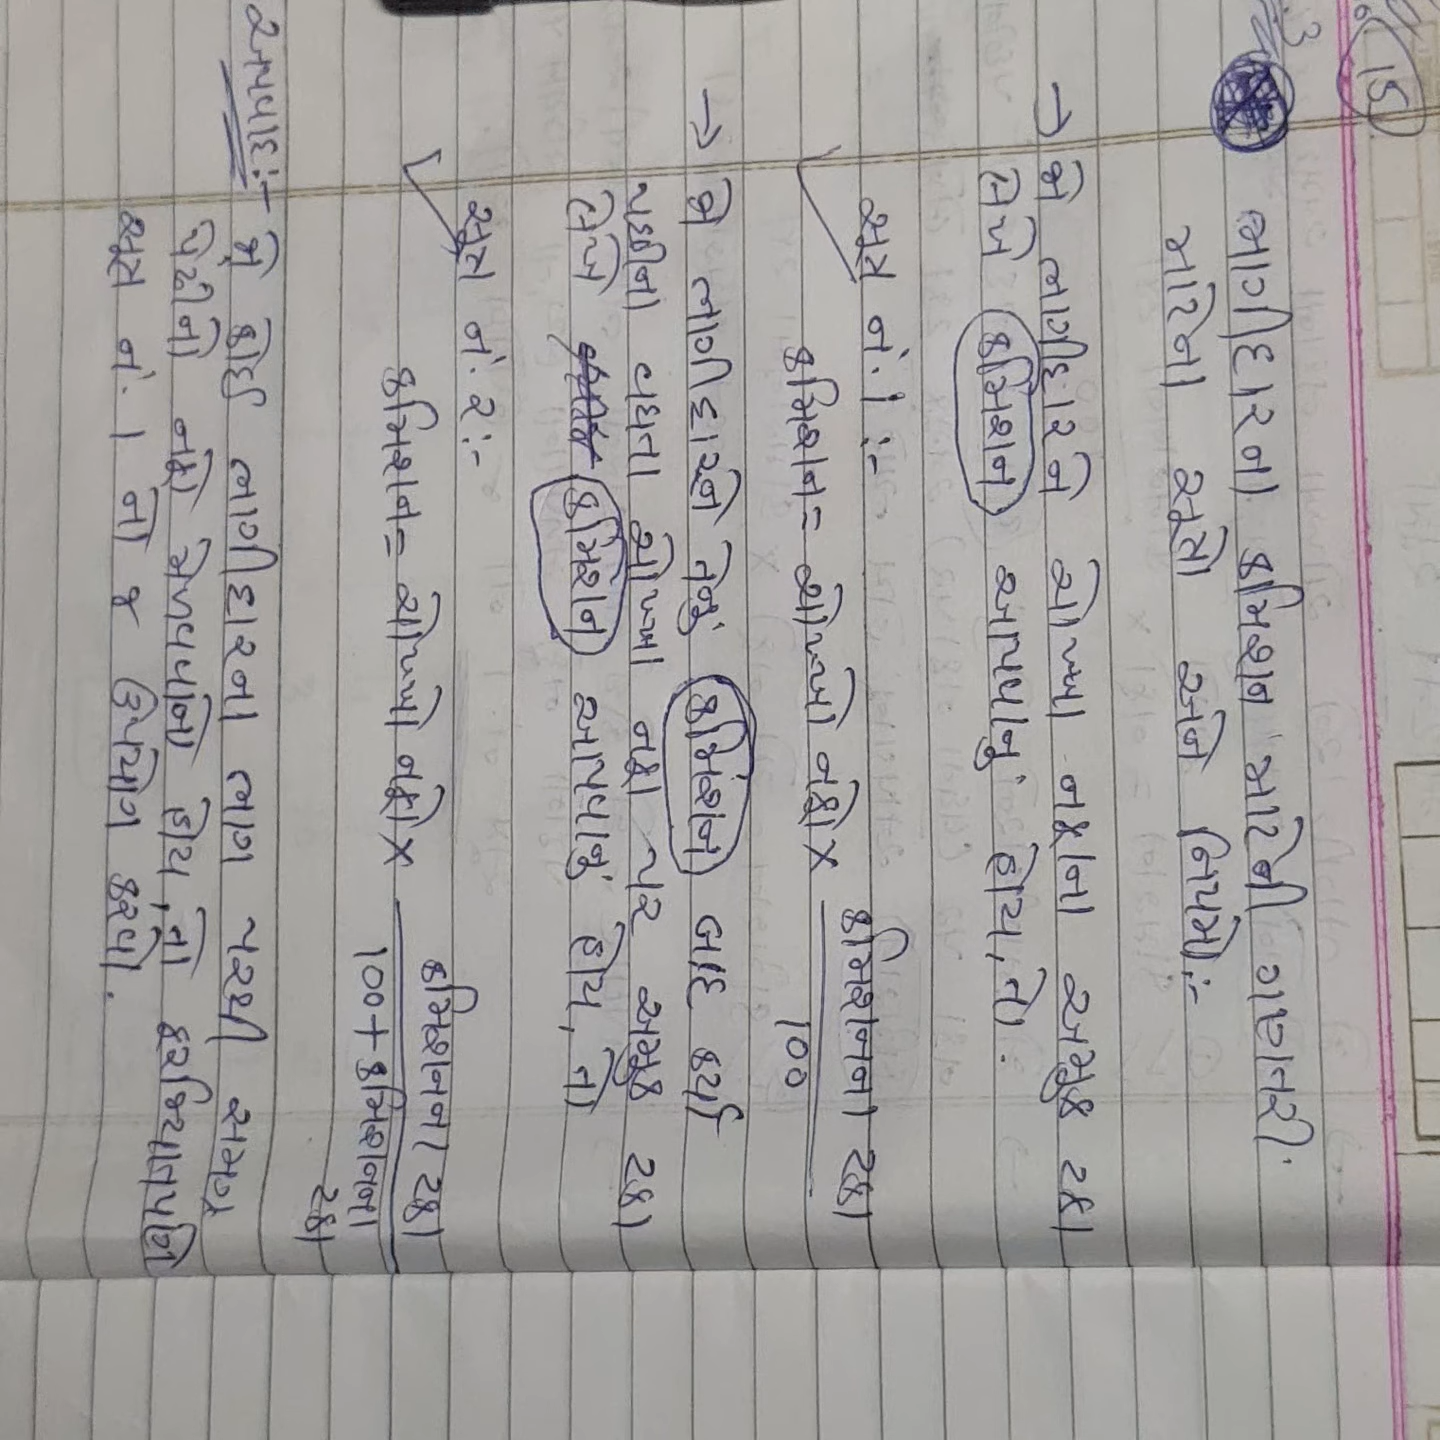 15
ભાગીદારના કમિશન માટેની ગણતરી.
માટેના સૂત્રો અને નિયમો :-
→ જો ભાગીદારને ચોખ્ખા નફાના અમુક ટકા
લેખે કમિશન આપવાનું હોય, તો.
સૂત્ર નં. 1 :-
કમિશન = ચોખ્ખો નફો × કમિશનના ટકા
100
→ જો ભાગીદારને તેનું કમિશન બાદ કર્યા
પછીના વધતા ચોખ્ખા નફા પર અમુક ટકા
લેખે કમિશન આપવાનું હોય, તો
સૂત્ર નં. 2 :-
કમિશન = ચોખ્ખો નફો × કમિશનના ટકા
100 + કમિશનના
ટકા
અપવાદ :- જો કોઈ ભાગીદારના ભાગ પરથી સમગ્ર
પેઢીનો નફો મેળવવાનો હોય, તો ફરજિયાતપણે
સૂત્ર નં. 1 નો જ ઉપયોગ કરવો.